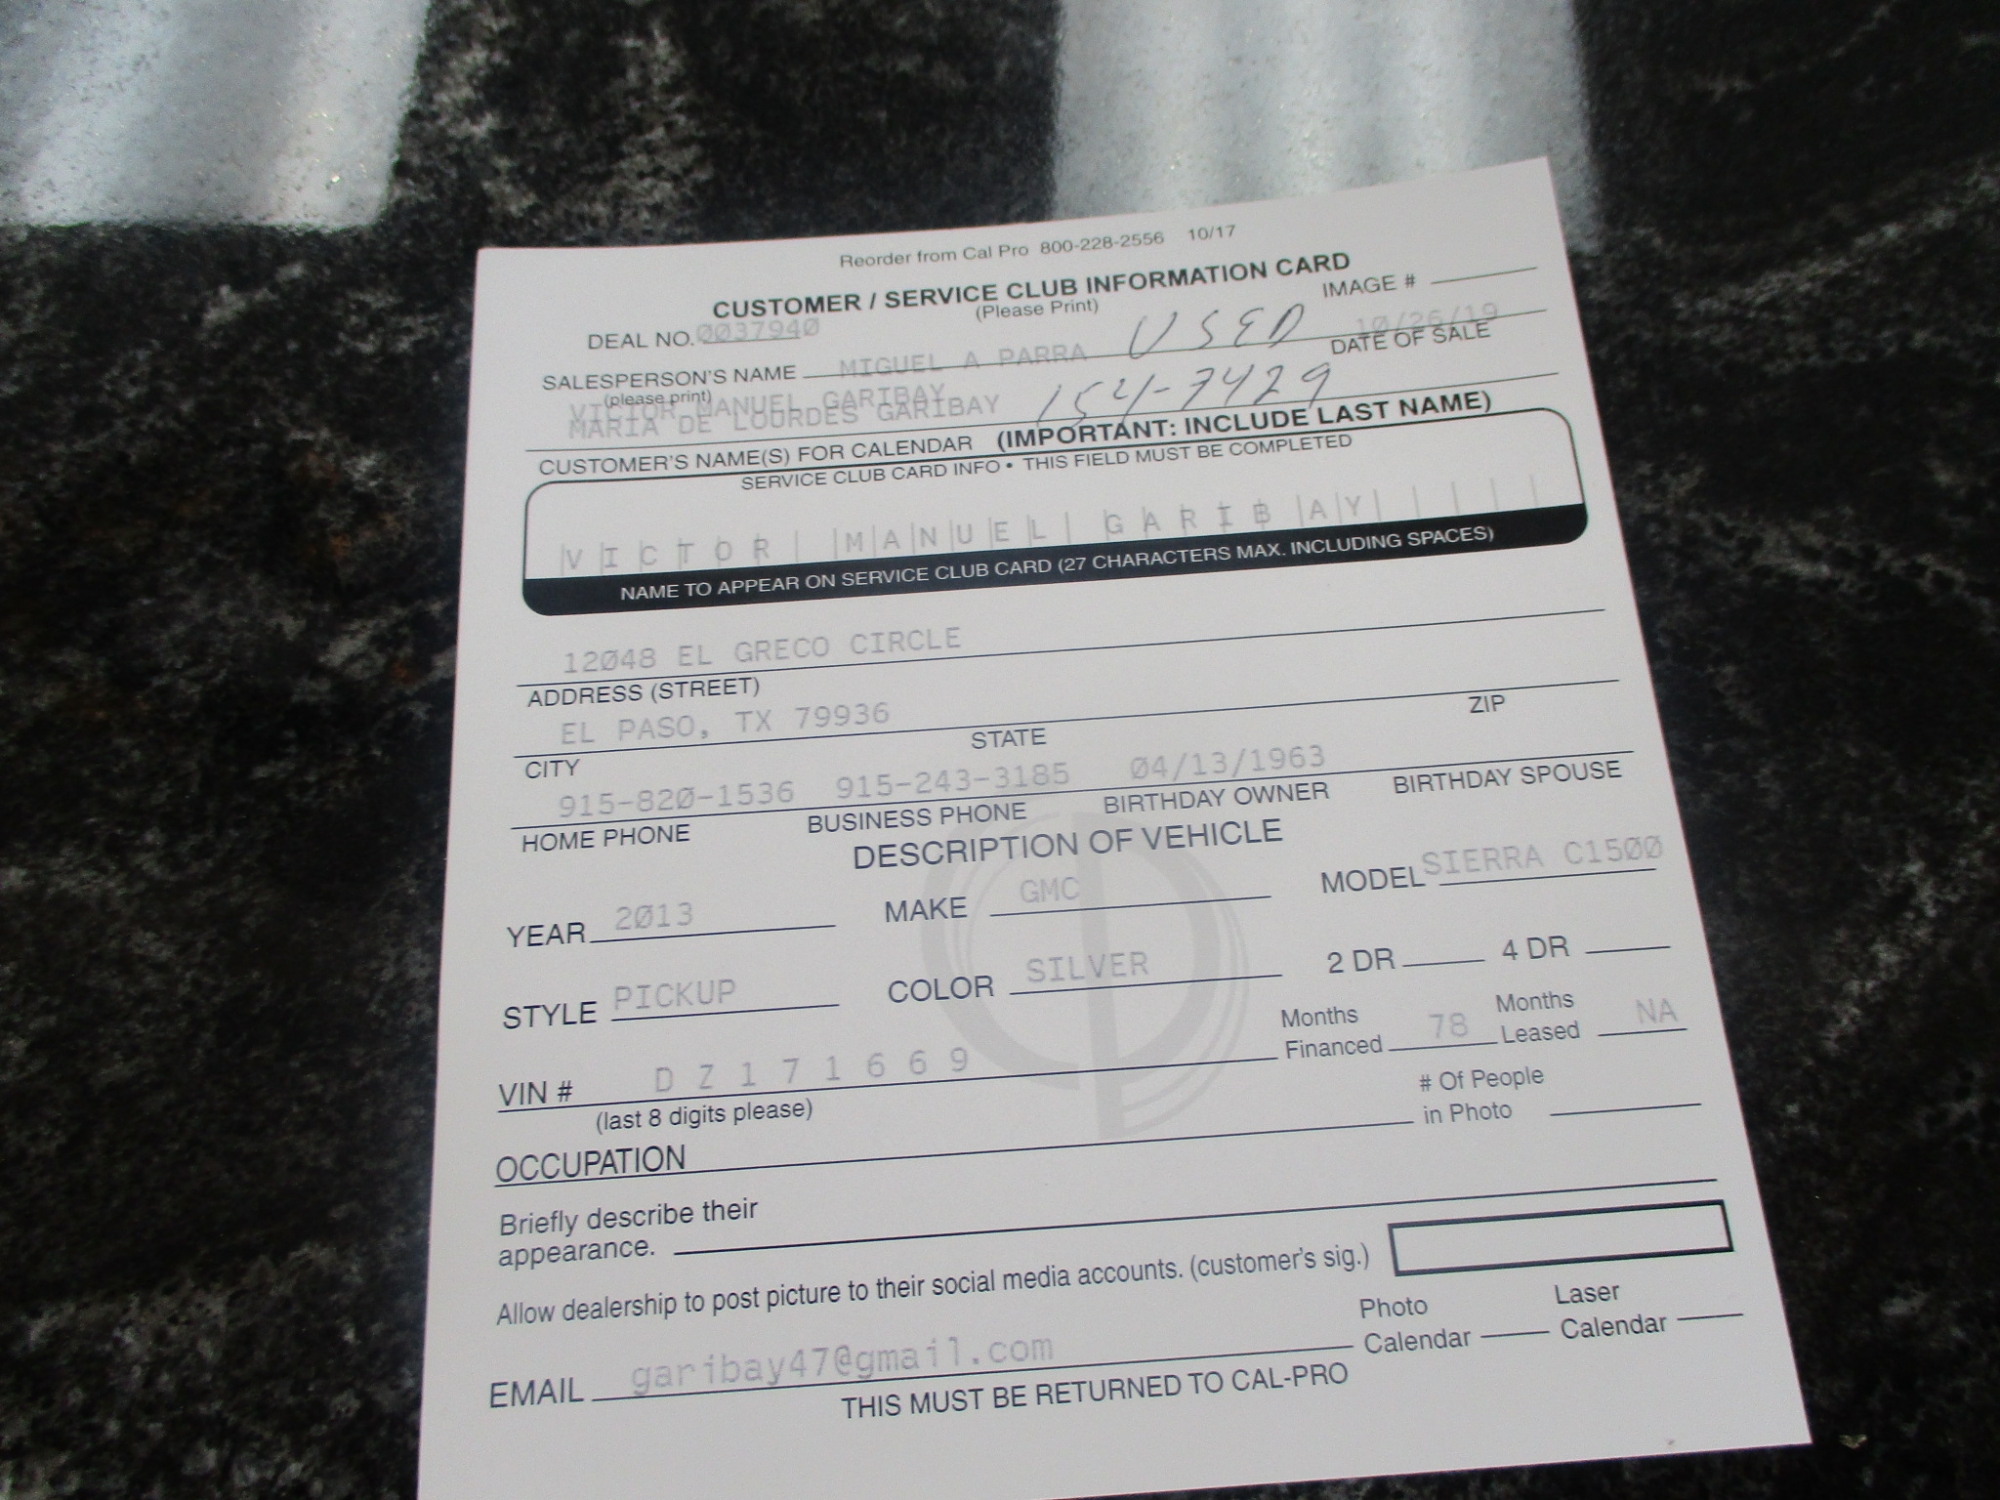 Reorder from Cal Pro 800-228-2556 10/17
CUSTOMER / SERVICE CLUB INFORMATION CARD
(Please Print)
IMAGE #
DEAL NO. 0037940
USED
10/26/19
DATE OF SALE
SALESPERSON'S NAME MIGUEL A PARRA
(please print)
VICTOR MANUEL GARIBAY
MARIA DE LOURDES GARIBAY
154-7429
CUSTOMER'S NAME(S) FOR CALENDAR (IMPORTANT: INCLUDE LAST NAME)
SERVICE CLUB CARD INFO • THIS FIELD MUST BE COMPLETED
VICTOR MANUEL GARIBAY
NAME TO APPEAR ON SERVICE CLUB CARD (27 CHARACTERS MAX. INCLUDING SPACES)
12048 EL GRECO CIRCLE
ADDRESS (STREET)
EL PASO, TX 79936
CITY STATE ZIP
915-820-1536 915-243-3185 04/13/1963
HOME PHONE BUSINESS PHONE BIRTHDAY OWNER BIRTHDAY SPOUSE
DESCRIPTION OF VEHICLE
YEAR 2013 MAKE GMC MODEL SIERRA C1500
STYLE PICKUP COLOR SILVER 2 DR 4 DR
VIN # D Z 1 7 1 6 6 9 Months Financed 78 Months Leased NA
(last 8 digits please)
# Of People
in Photo
OCCUPATION
Briefly describe their
appearance.
Allow dealership to post picture to their social media accounts. (customer's sig.)
EMAIL garibay47@gmail.com Photo Calendar Laser Calendar
THIS MUST BE RETURNED TO CAL-PRO